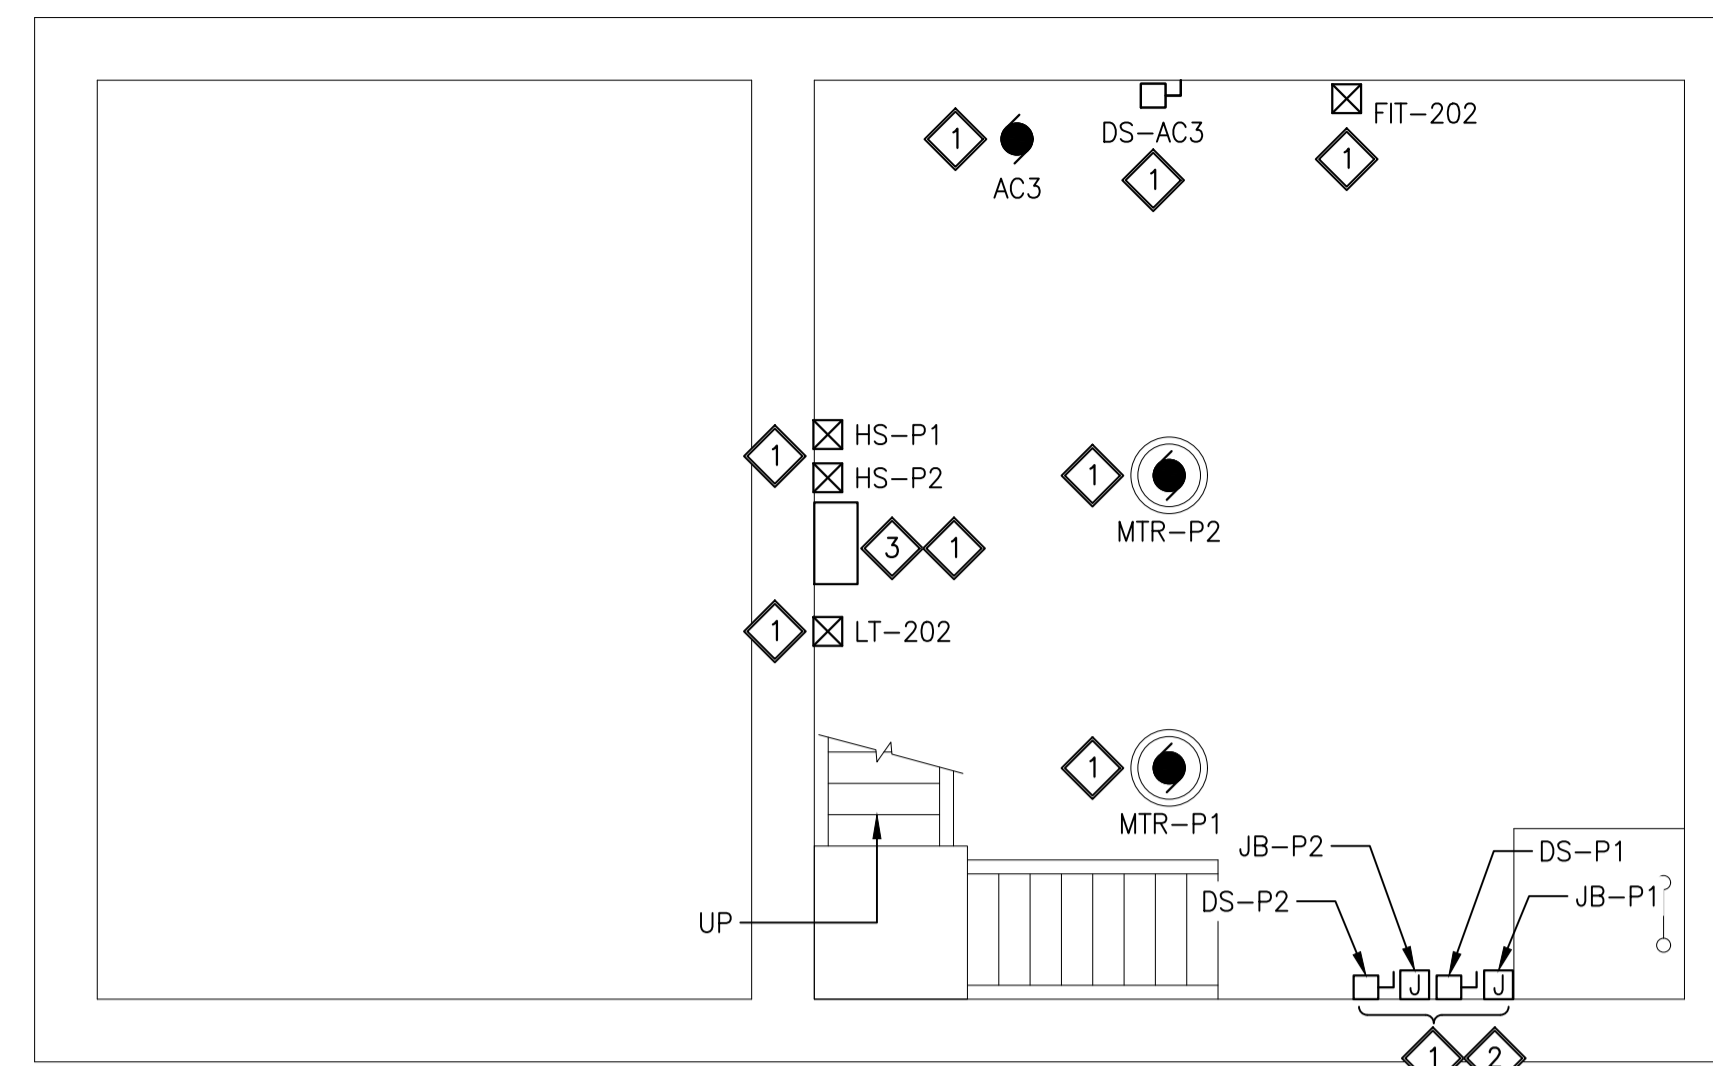 FIT-202
1
DS-AC3
1
1
AC3
1
HS-P1
1
HS-P2
1
MTR-P2
3
1
1
LT-202
1
MTR-P1
JB-P2
DS-P1
DS-P2
JB-P1
UP
J
J
1
2